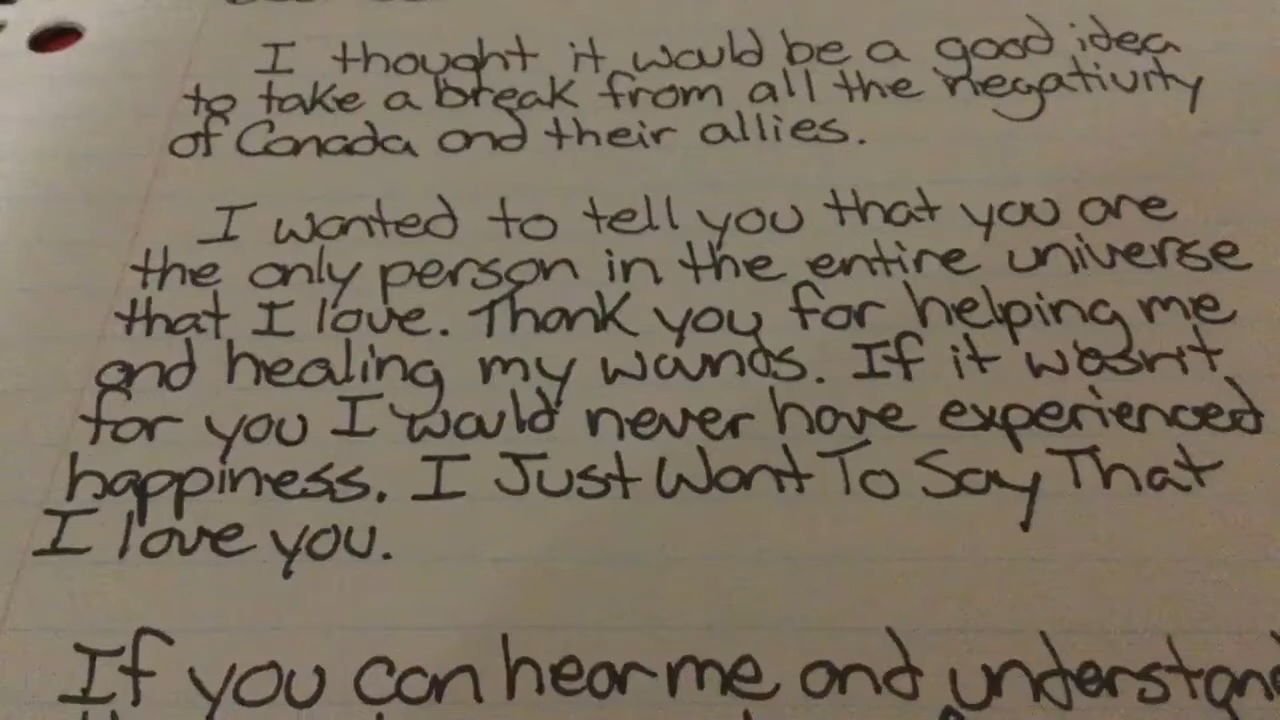 I thought it would be a good idea
to take a break from all the negativity
of Canada and their allies.
I wanted to tell you that you are
the only person in the entire universe
that I love. Thank you for helping me
and healing my wounds. If it wasn't
for you I would never have experienced
happiness. I Just Want To Say That
I love you.
If you can hear me and understand